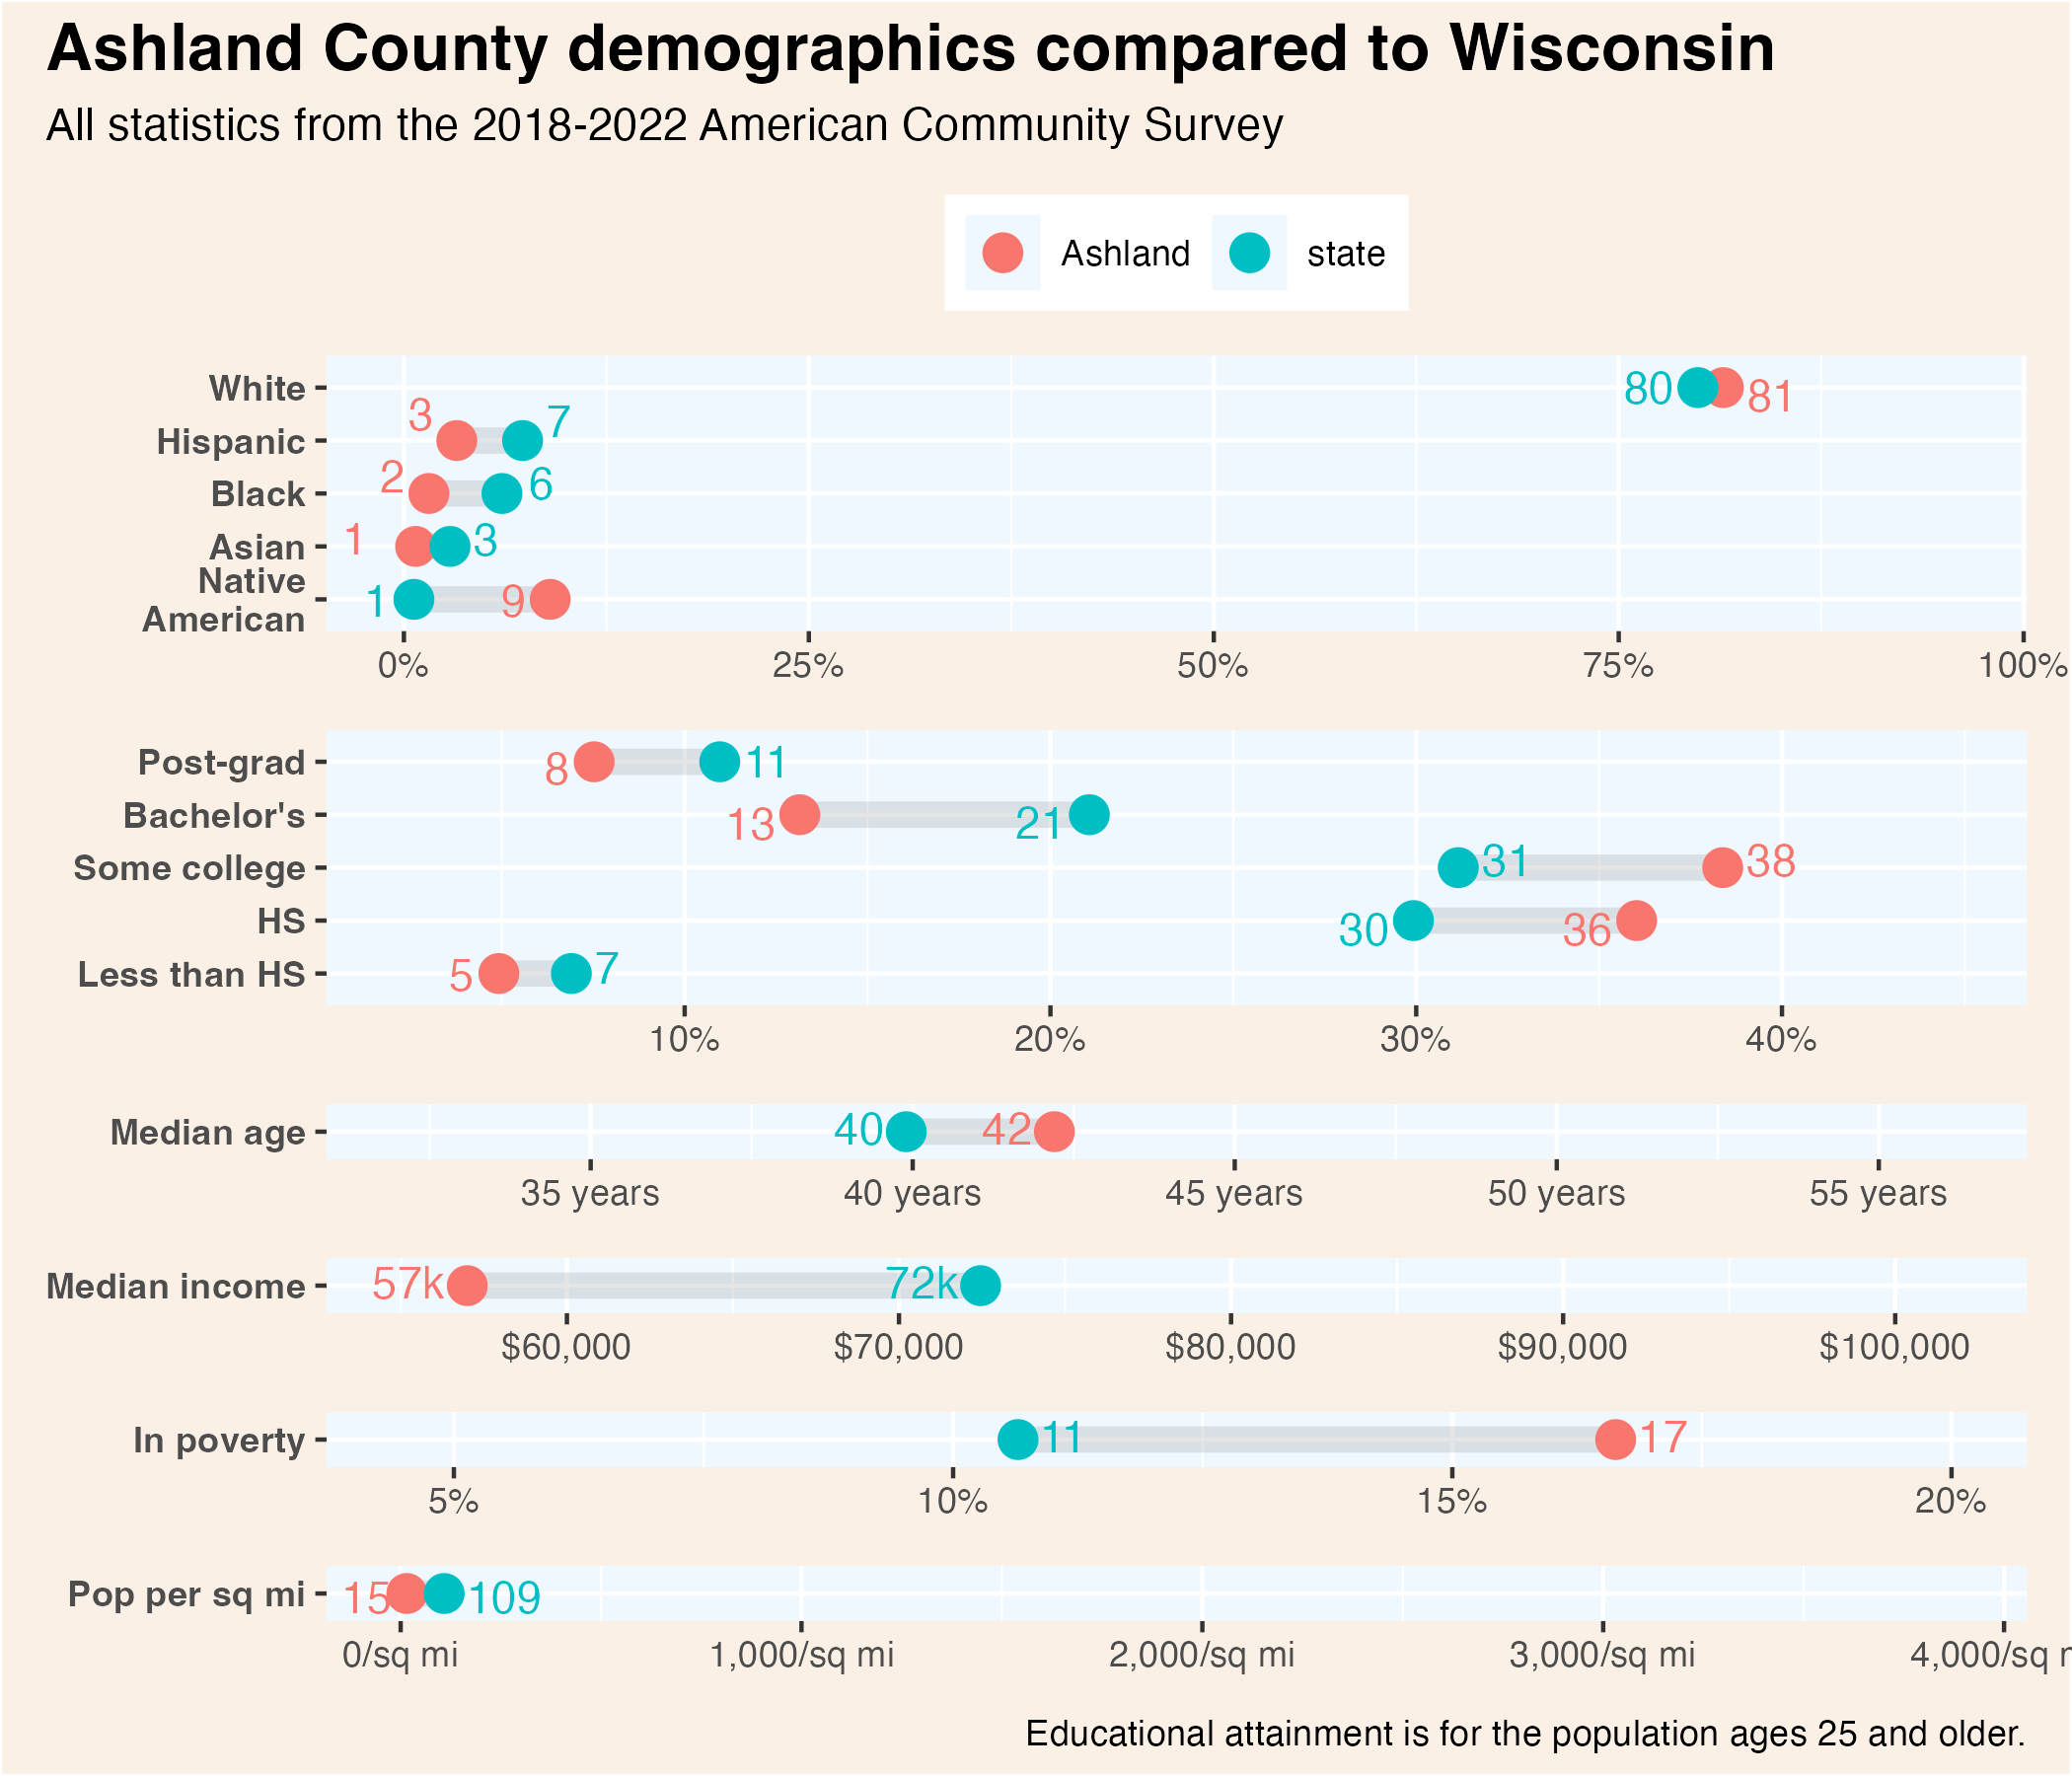 Ashland County demographics compared to Wisconsin
All statistics from the 2018-2022 American Community Survey
Ashland state
White 80 81
Hispanic 3 7
Black 2 6
Asian 1 3
Native
American 1 9
0% 25% 50% 75% 100%
Post-grad 8 11
Bachelor's 13 21
Some college 31 38
HS 30 36
Less than HS 5 7
10% 20% 30% 40%
Median age 40 42
35 years 40 years 45 years 50 years 55 years
Median income 57k 72k
$60,000 $70,000 $80,000 $90,000 $100,000
In poverty 11 17
5% 10% 15% 20%
Pop per sq mi 15 109
0/sq mi 1,000/sq mi 2,000/sq mi 3,000/sq mi 4,000/sq
Educational attainment is for the population ages 25 and older.